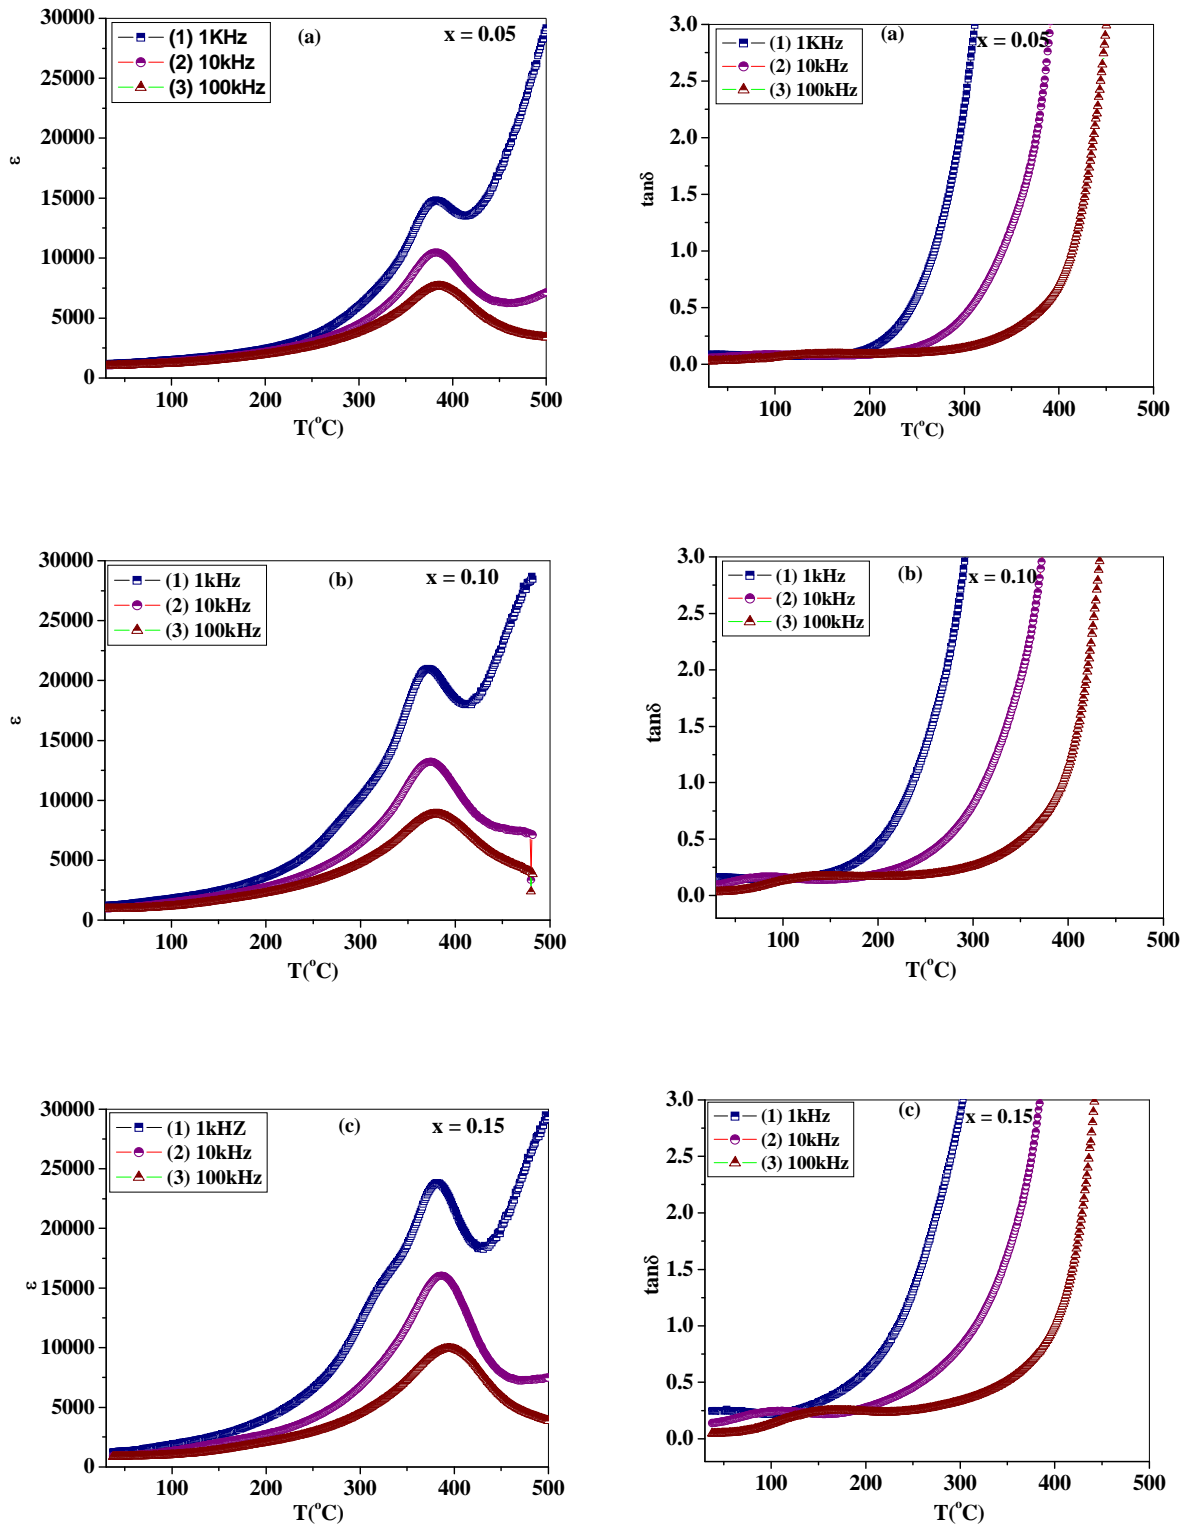 (a)
x = 0.05
(1) 1KHz
(2) 10kHz
(3) 100kHz
30000
25000
20000
15000
10000
5000
0
ε
100
200
300
400
500
T(°C)
(a)
x = 0.05
(1) 1KHz
(2) 10kHz
(3) 100kHz
3.0
2.5
2.0
1.5
1.0
0.5
0.0
tanδ
100
200
300
400
500
T(°C)
(b)
x = 0.10
(1) 1kHz
(2) 10kHz
(3) 100kHz
30000
25000
20000
15000
10000
5000
0
ε
100
200
300
400
500
T(°C)
(b)
x = 0.10
(1) 1kHz
(2) 10kHz
(3) 100kHz
3.0
2.5
2.0
1.5
1.0
0.5
0.0
tanδ
100
200
300
400
500
T(°C)
(c)
x = 0.15
(1) 1kHZ
(2) 10kHz
(3) 100kHz
30000
25000
20000
15000
10000
5000
0
ε
100
200
300
400
500
T(°C)
(c)
x = 0.15
(1) 1kHz
(2) 10kHz
(3) 100kHz
3.0
2.5
2.0
1.5
1.0
0.5
0.0
tanδ
100
200
300
400
500
T(°C)